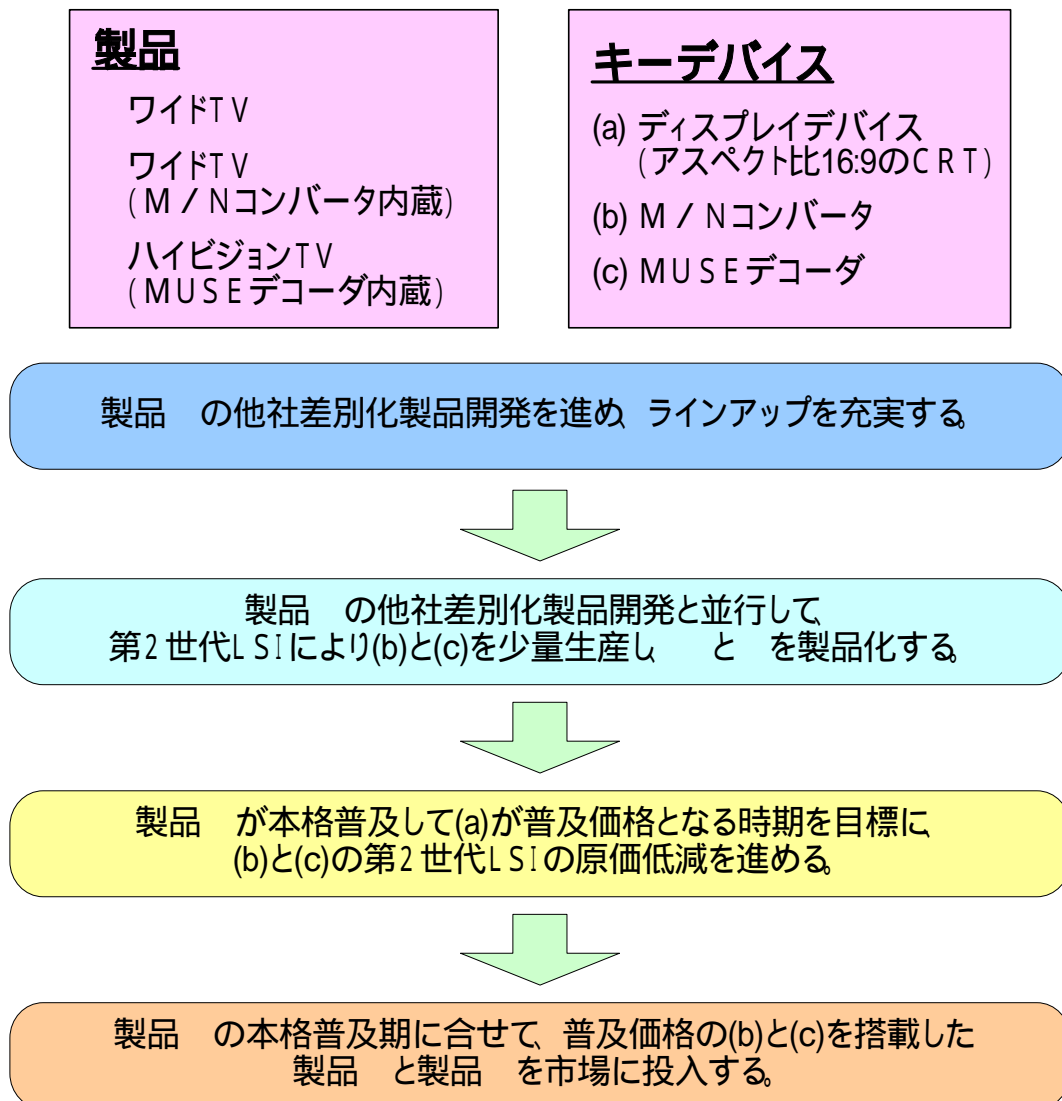 製品
ワイドTV
ワイドTV
(M/Nコンバータ内蔵)
ハイビジョンTV
(MUSEデコーダ内蔵)
キーデバイス
(a) ディスプレイデバイス
(アスペクト比16:9のCRT)
(b) M/Nコンバータ
(c) MUSEデコーダ
製品 の他社差別化製品開発を進め、ラインアップを充実する。
製品 の他社差別化製品開発と並行して、
第2世代LSIにより(b)と(c)を少量生産し、 と を製品化する。
製品 が本格普及して(a)が普及価格となる時期を目標に、
(b)と(c)の第2世代LSIの原価低減を進める。
製品 の本格普及期に合せて、普及価格の(b)と(c)を搭載した
製品 と製品 を市場に投入する。